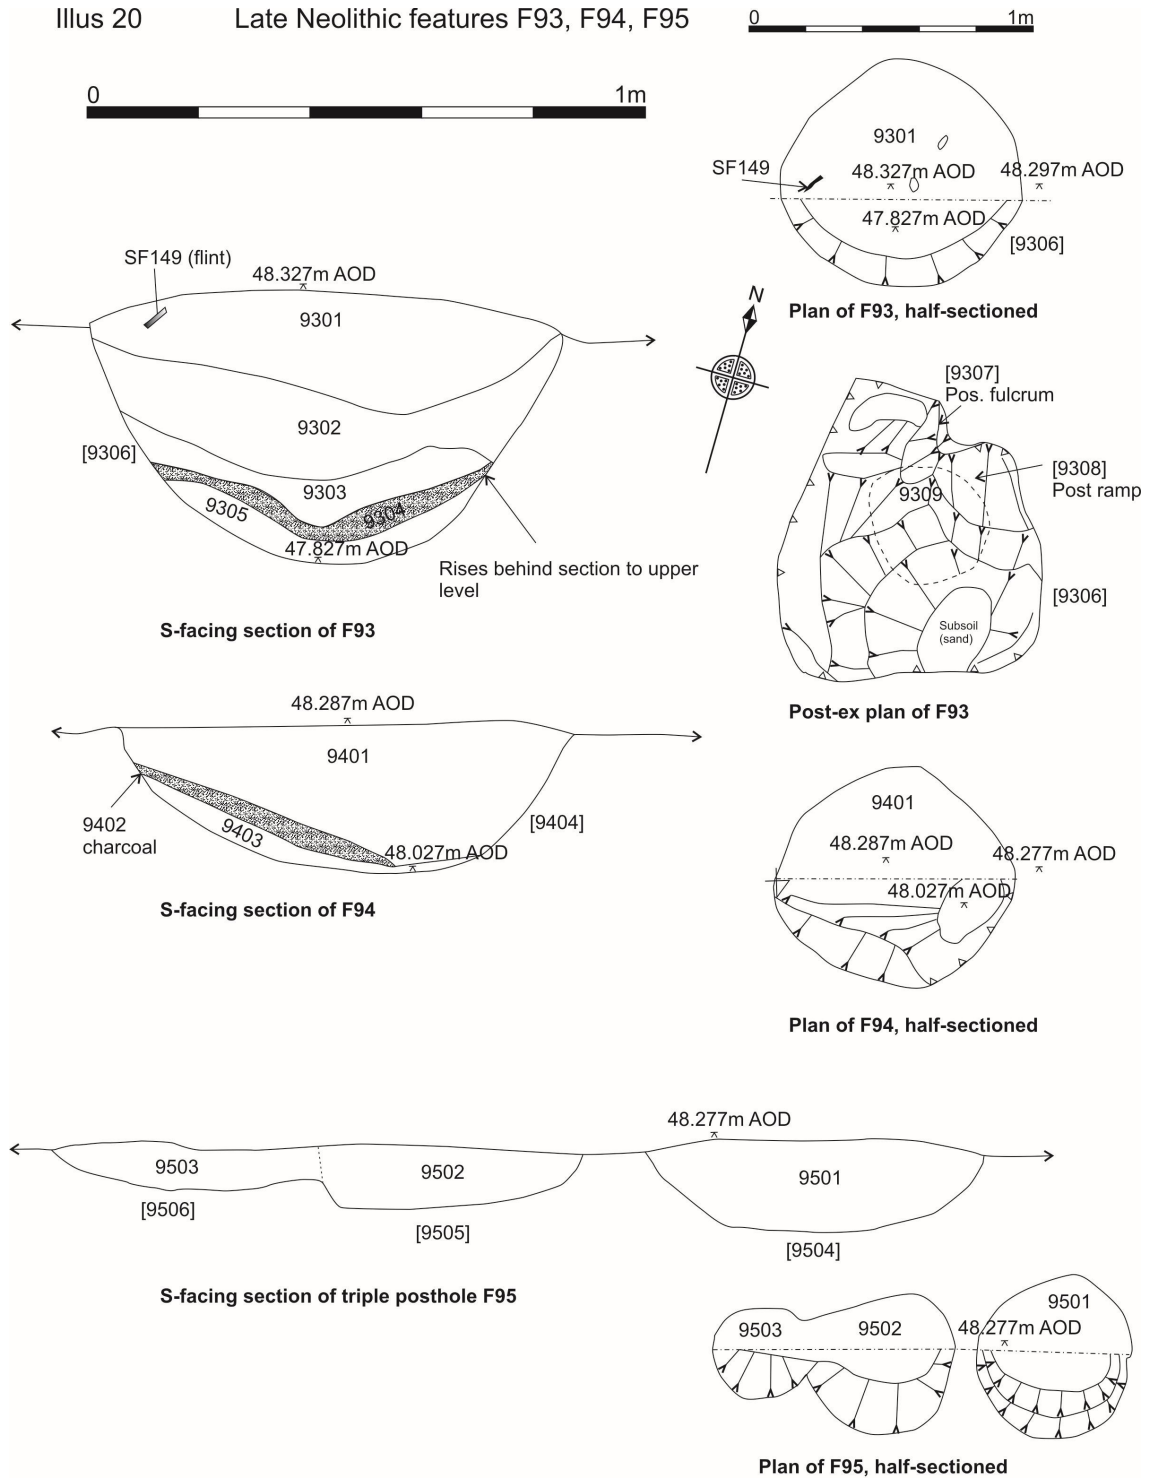 Illus 20
Late Neolithic features F93, F94, F95
0 1m
0 1m
9301
SF149
48.327m AOD
48.297m AOD
47.827m AOD
[9306]
Plan of F93, half-sectioned
SF149 (flint)
48.327m AOD
9301
9302
[9306]
9303
9304
9305
47.827m AOD
Rises behind section to upper
level
S-facing section of F93
N
[9307]
Pos. fulcrum
[9308]
Post ramp
9309
[9306]
Subsoil
(sand)
Post-ex plan of F93
48.287m AOD
9401
9402
charcoal
9403
[9404]
48.027m AOD
S-facing section of F94
9401
48.287m AOD
48.277m AOD
48.027m AOD
Plan of F94, half-sectioned
48.277m AOD
9503
9502
9501
[9506]
[9505]
[9504]
S-facing section of triple posthole F95
9503
9502
9501
48.277m AOD
Plan of F95, half-sectioned